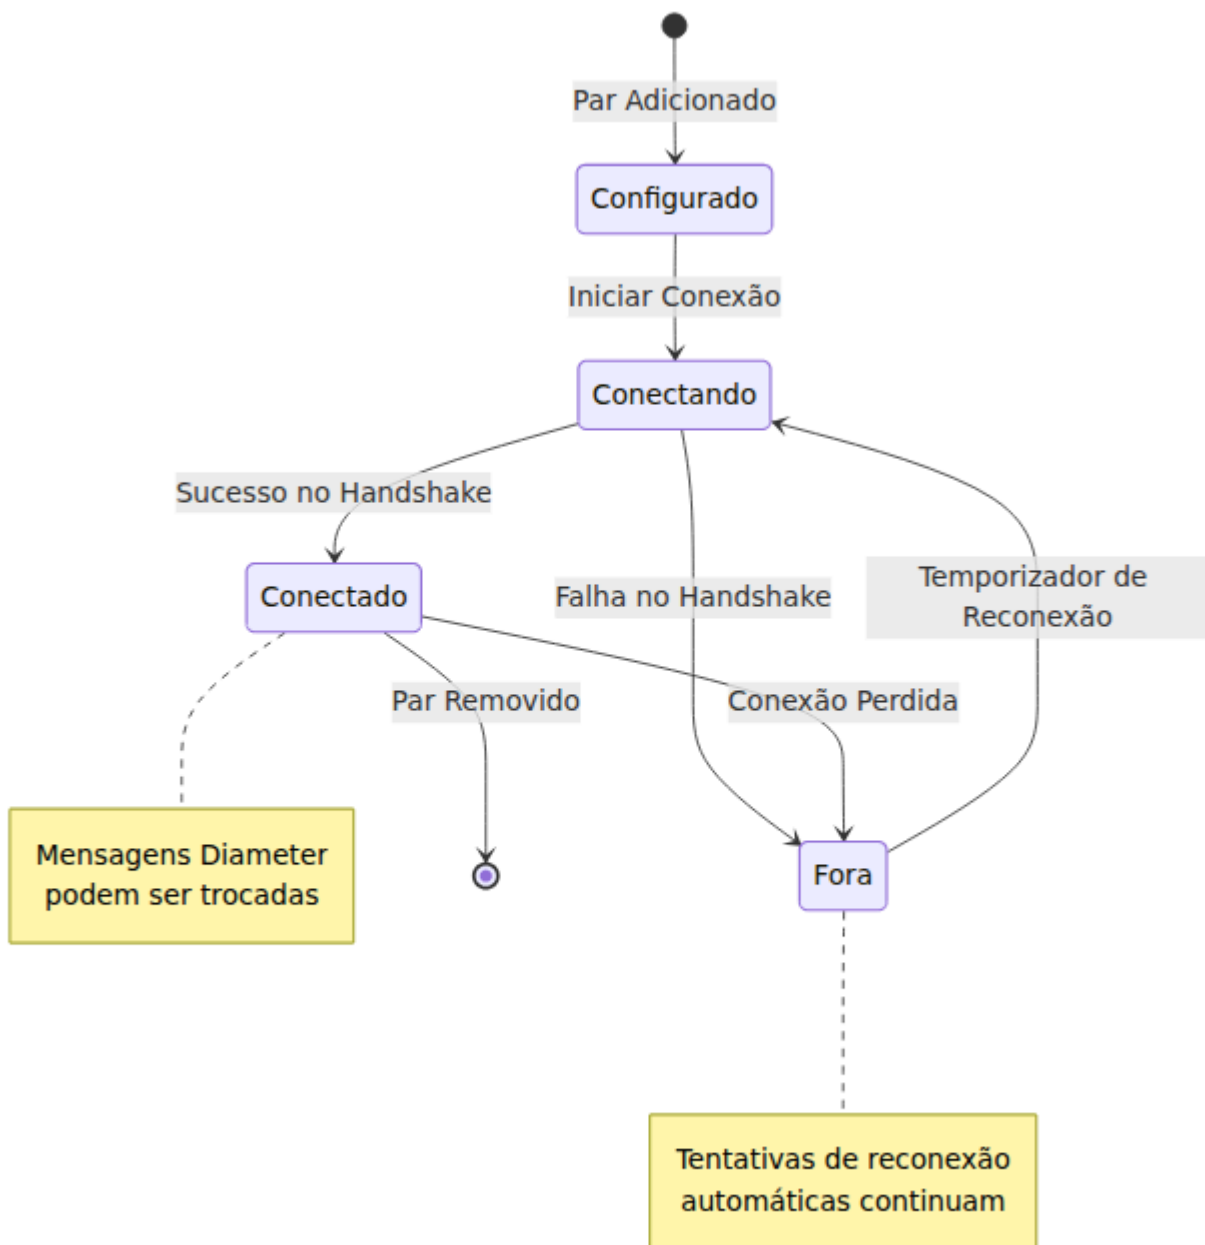 Par Adicionado
Configurado
Iniciar Conexão
Conectando
Sucesso no Handshake
Conectado
Falha no Handshake
Temporizador de
Reconexão
Par Removido
Conexão Perdida
Mensagens Diameter
podem ser trocadas
Fora
Tentativas de reconexão
automáticas continuam